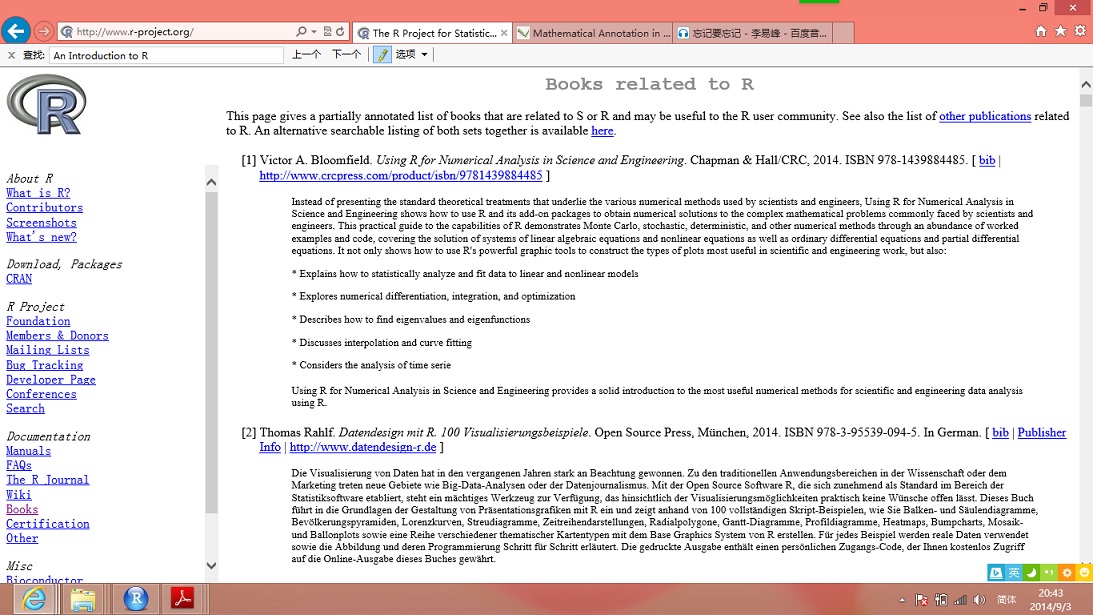 http://www.r-project.org/
The R Project for Statistic...
Mathematical Annotation in ...
忘记要忘记 - 李易峰 - 百度音...
查找: An Introduction to R
上一个 下一个 选项
R
About R
What is R?
Contributors
Screenshots
What's new?
Download, Packages
CRAN
R Project
Foundation
Members & Donors
Mailing Lists
Bug Tracking
Developer Page
Conferences
Search
Documentation
Manuals
FAQs
The R Journal
Wiki
Books
Certification
Other
Misc
Bioconductor
Books related to R
This page gives a partially annotated list of books that are related to S or R and may be useful to the R user community. See also the list of other publications related
to R. An alternative searchable listing of both sets together is available here.
[1] Victor A. Bloomfield. Using R for Numerical Analysis in Science and Engineering. Chapman & Hall/CRC, 2014. ISBN 978-1439884485. [ bib |
http://www.crcpress.com/product/isbn/9781439884485 ]
Instead of presenting the standard theoretical treatments that underlie the various numerical methods used by scientists and engineers, Using R for Numerical Analysis in
Science and Engineering shows how to use R and its add-on packages to obtain numerical solutions to the complex mathematical problems commonly faced by scientists and
engineers. This practical guide to the capabilities of R demonstrates Monte Carlo, stochastic, deterministic, and other numerical methods through an abundance of worked
examples and code, covering the solution of systems of linear algebraic equations and nonlinear equations as well as ordinary differential equations and partial differential
equations. It not only shows how to use R's powerful graphic tools to construct the types of plots most useful in scientific and engineering work, but also:
* Explains how to statistically analyze and fit data to linear and nonlinear models
* Explores numerical differentiation, integration, and optimization
* Describes how to find eigenvalues and eigenfunctions
* Discusses interpolation and curve fitting
* Considers the analysis of time serie
Using R for Numerical Analysis in Science and Engineering provides a solid introduction to the most useful numerical methods for scientific and engineering data analysis
using R.
[2] Thomas Rahlf. Datendesign mit R. 100 Visualisierungsbeispiele. Open Source Press, München, 2014. ISBN 978-3-95539-094-5. In German. [ bib | Publisher
Info | http://www.datendesign-r.de ]
Die Visualisierung von Daten hat in den vergangenen Jahren stark an Beachtung gewonnen. Zu den traditionellen Anwendungsbereichen in der Wissenschaft oder dem
Marketing treten neue Gebiete wie Big-Data-Analysen oder der Datenjournalismus. Mit der Open Source Software R, die sich zunehmend als Standard im Bereich der
Statistiksoftware etabliert, steht ein mächtiges Werkzeug zur Verfügung, das hinsichtlich der Visualisierungsmöglichkeiten praktisch keine Wünsche offen lässt. Dieses Buch
führt in die Grundlagen der Gestaltung von Präsentationsgrafiken mit R ein und zeigt anhand von 100 vollständigen Skript-Beispielen, wie Sie Balken- und Säulendiagramme,
Bevölkerungspyramiden, Lorenzkurven, Streudiagramme, Zeitreihendarstellungen, Radialpolygone, Gantt-Diagramme, Profildiagramme, Heatmaps, Bumpcharts, Mosaik-
und Ballonplots sowie eine Reihe verschiedener thematischer Kartentypen mit dem Base Graphics System von R erstellen. Für jedes Beispiel werden reale Daten verwendet
sowie die Abbildung und deren Programmierung Schritt für Schritt erläutert. Die gedruckte Ausgabe enthält einen persönlichen Zugangs-Code, der Ihnen kostenlos Zugriff
auf die Online-Ausgabe dieses Buches gewährt.
英
简体
20:43
2014/9/3